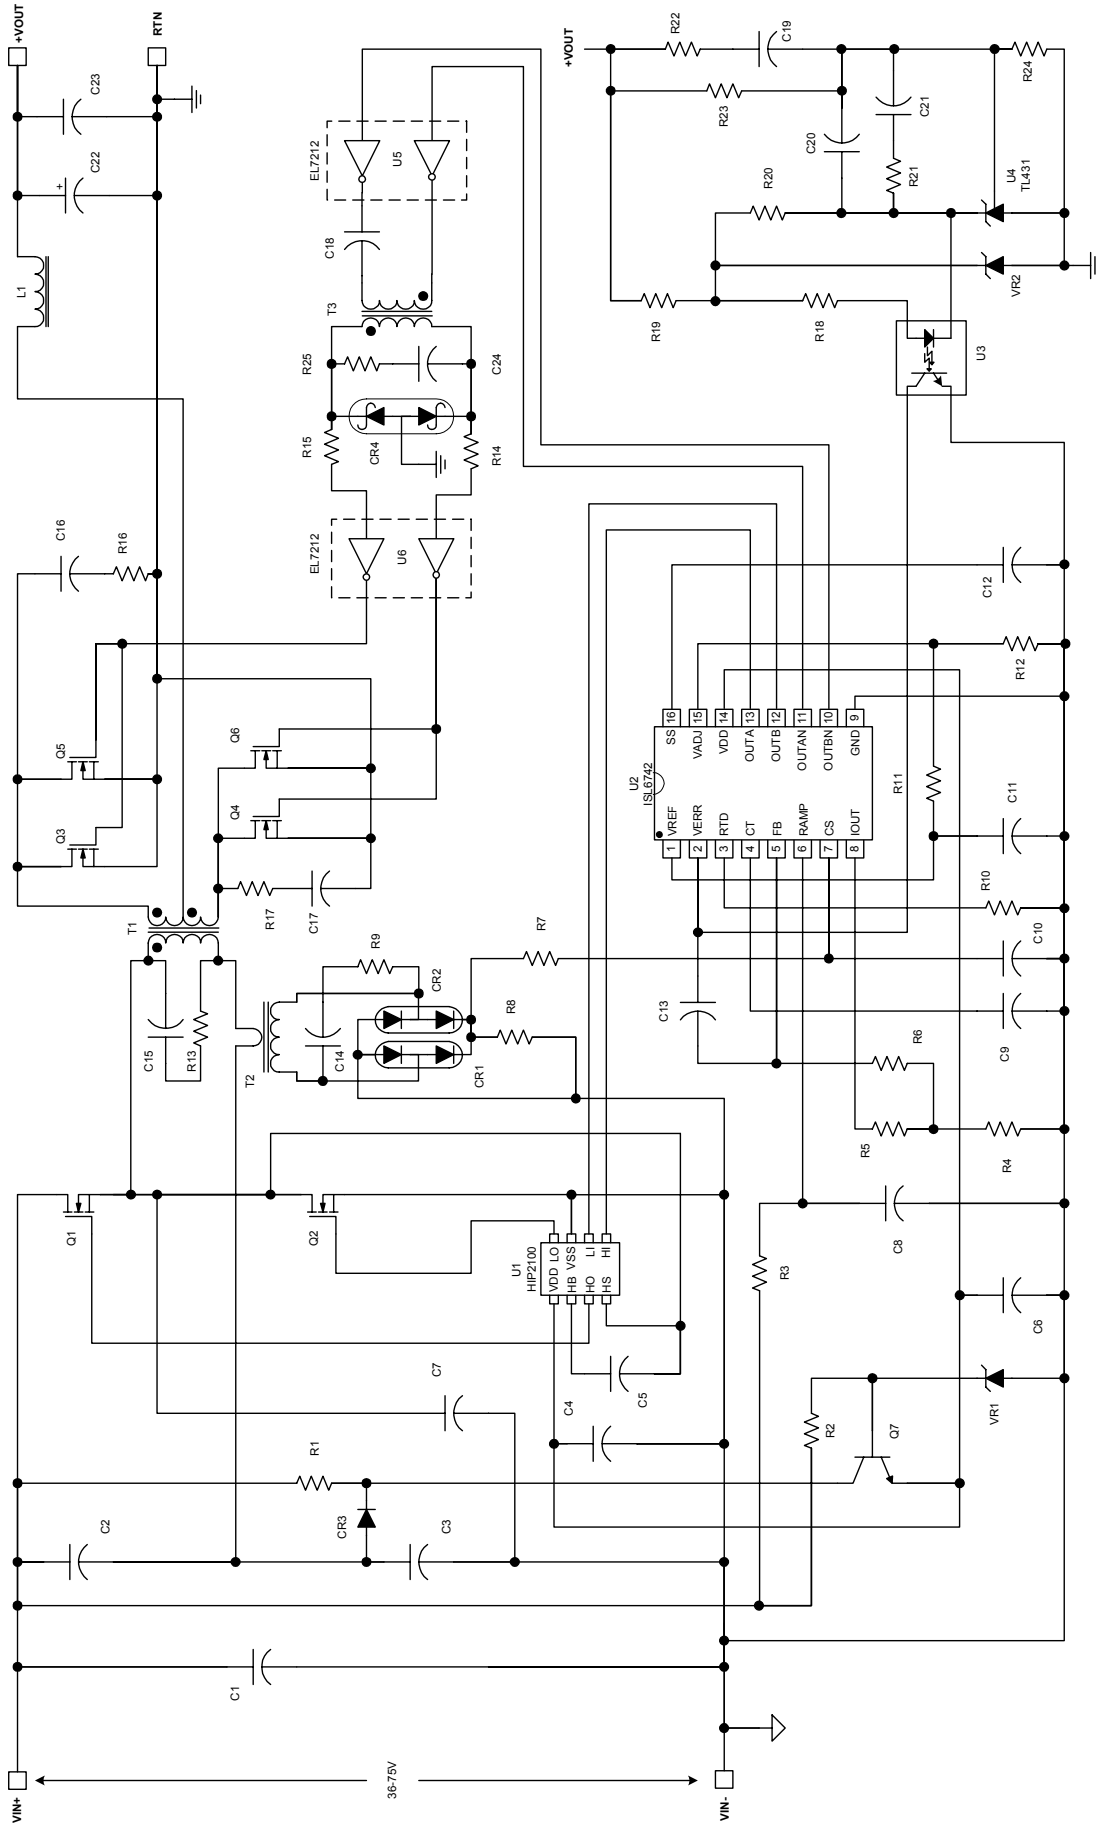 VIN+
36-75V
VIN-
C1
C2
CR3
C3
R1
C7
C4
C5
R2
Q7
VR1
C6
Q1
Q2
U1
HIP2100
VDD
HB
HO
HS
LO
VSS
LI
HI
R3
C8
R4
R5
R6
C9
C13
C10
R10
C11
R11
R12
C12
C15
R13
T2
T1
C14
R9
CR2
CR1
R8
R7
R17
C17
Q4
Q6
Q3
Q5
C16
R16
U2
ISL6742
1 VREF
2 VERR
3 RTD
4 CT
5 FB
6 RAMP
7 CS
8 IOUT
SS 16
VADJ 15
VDD 14
OUTA 13
OUTB 12
OUTAN 11
OUTBN 10
GND 9
EL7212
U6
R15
R14
CR4
R25
C24
T3
C18
EL7212
U5
L1
C22
+
C23
+VOUT
RTN
+VOUT
R22
C19
R23
C20
C21
R21
R20
R24
U4
TL431
VR2
R19
R18
U3